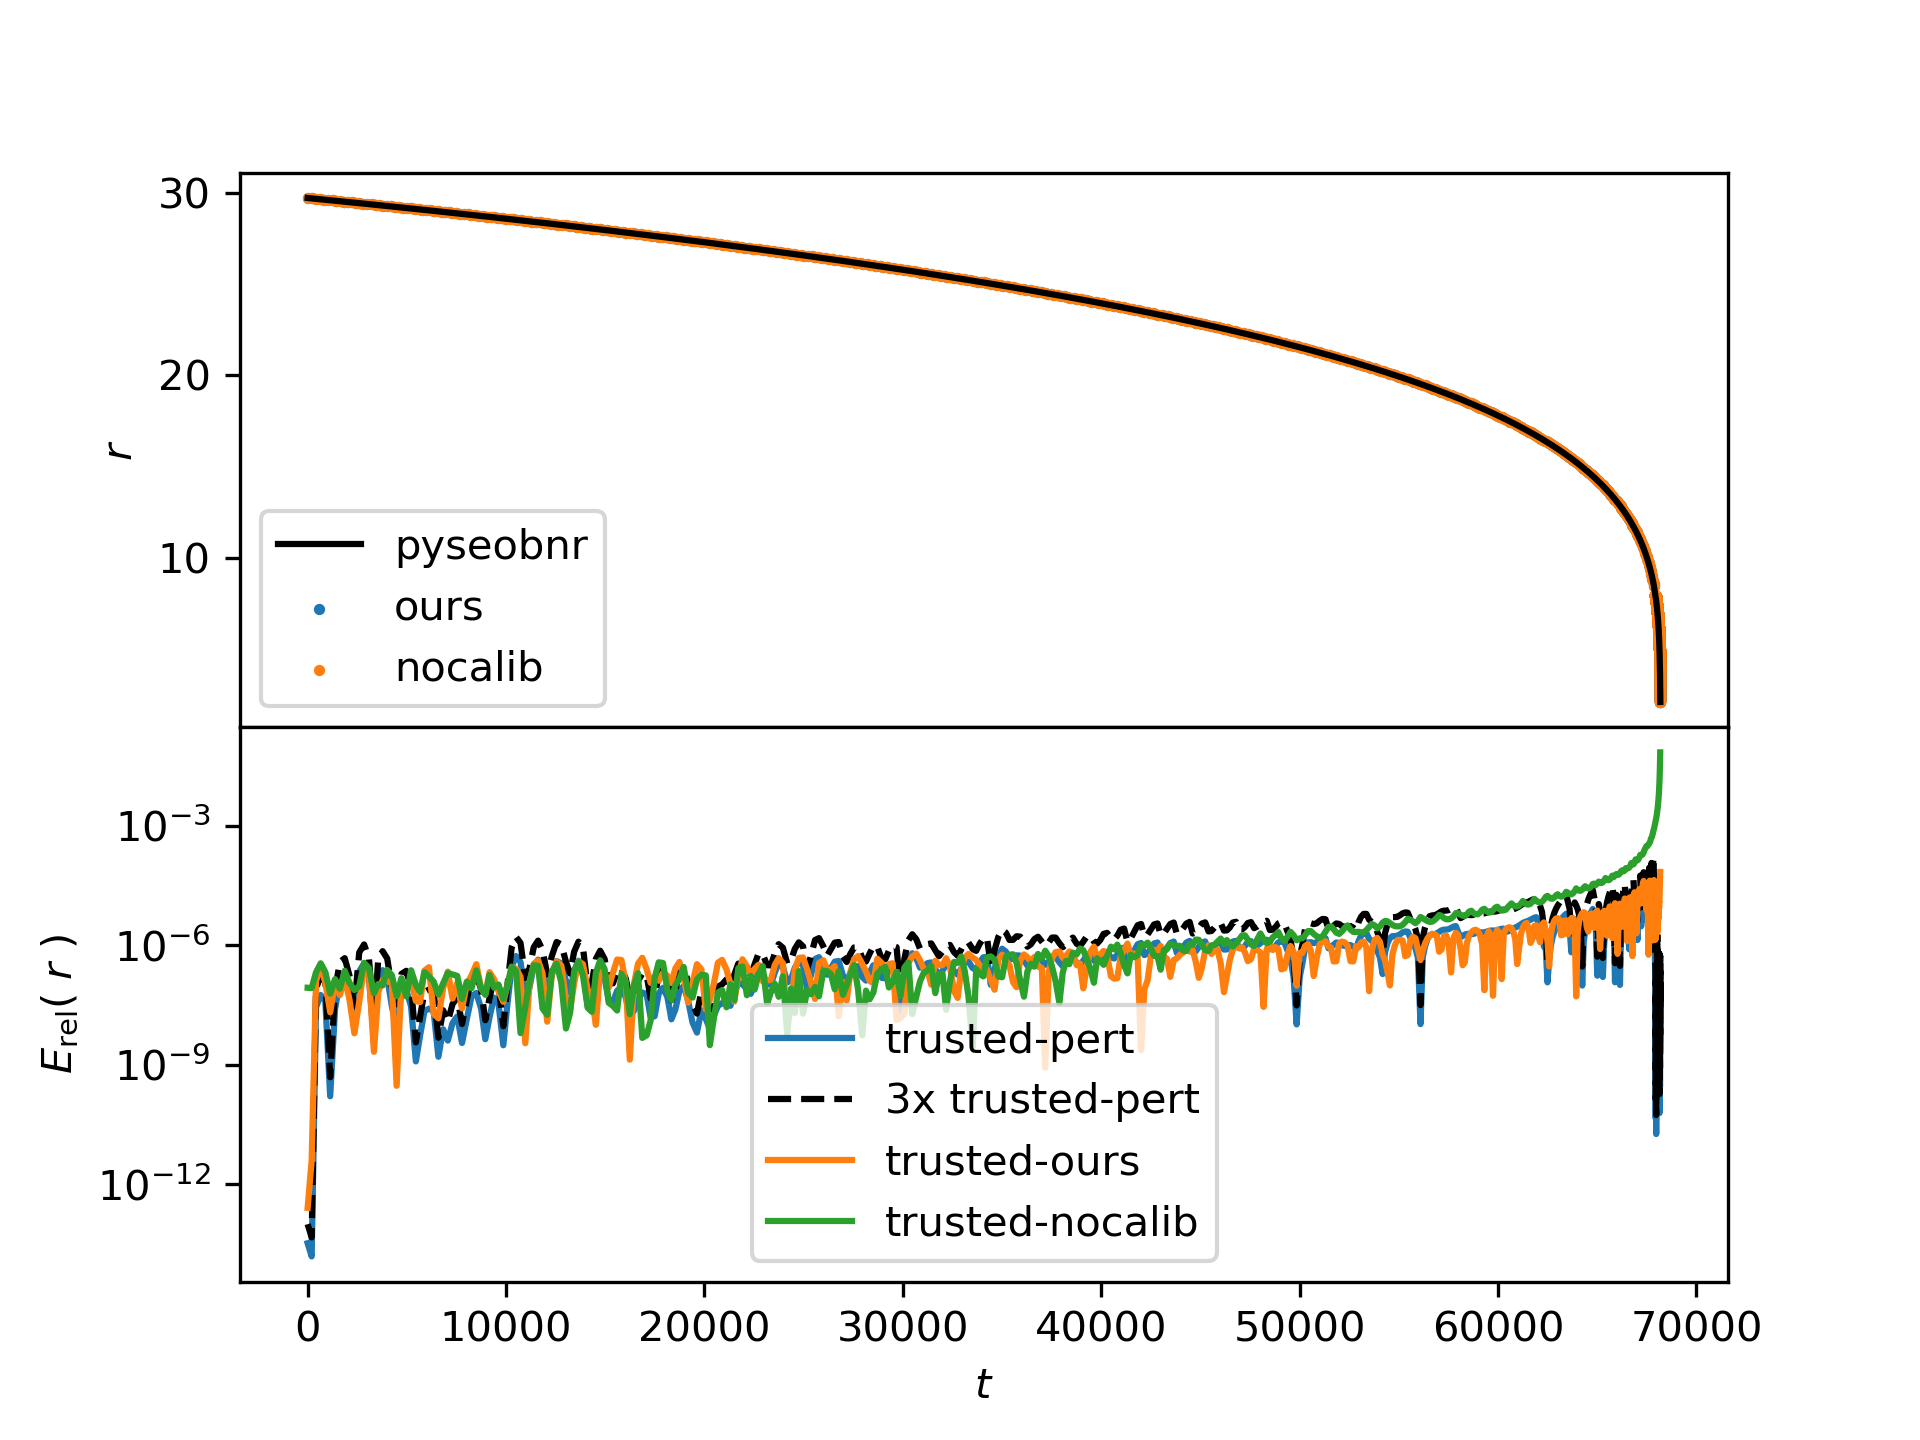 30
20
10
r
pyseobnr
ours
nocalib
10⁻³
10⁻⁶
10⁻⁹
10⁻¹²
E_rel( r )
trusted-pert
3x trusted-pert
trusted-ours
trusted-nocalib
0 10000 20000 30000 40000 50000 60000 70000
t